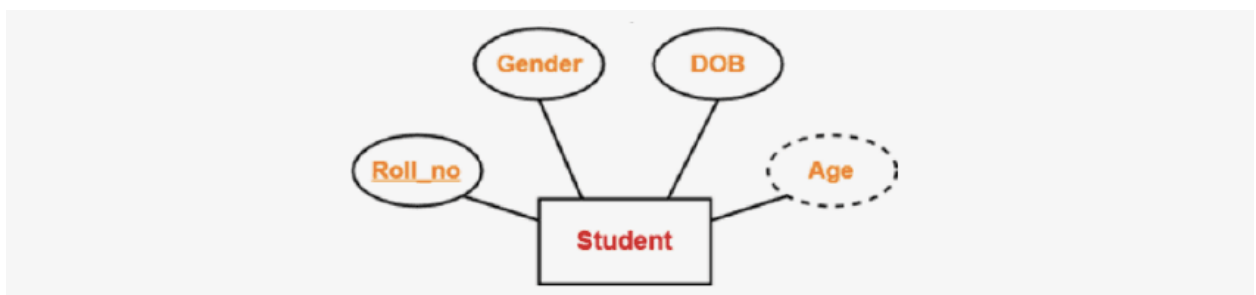 Gender
DOB
Roll_no
Age
Student